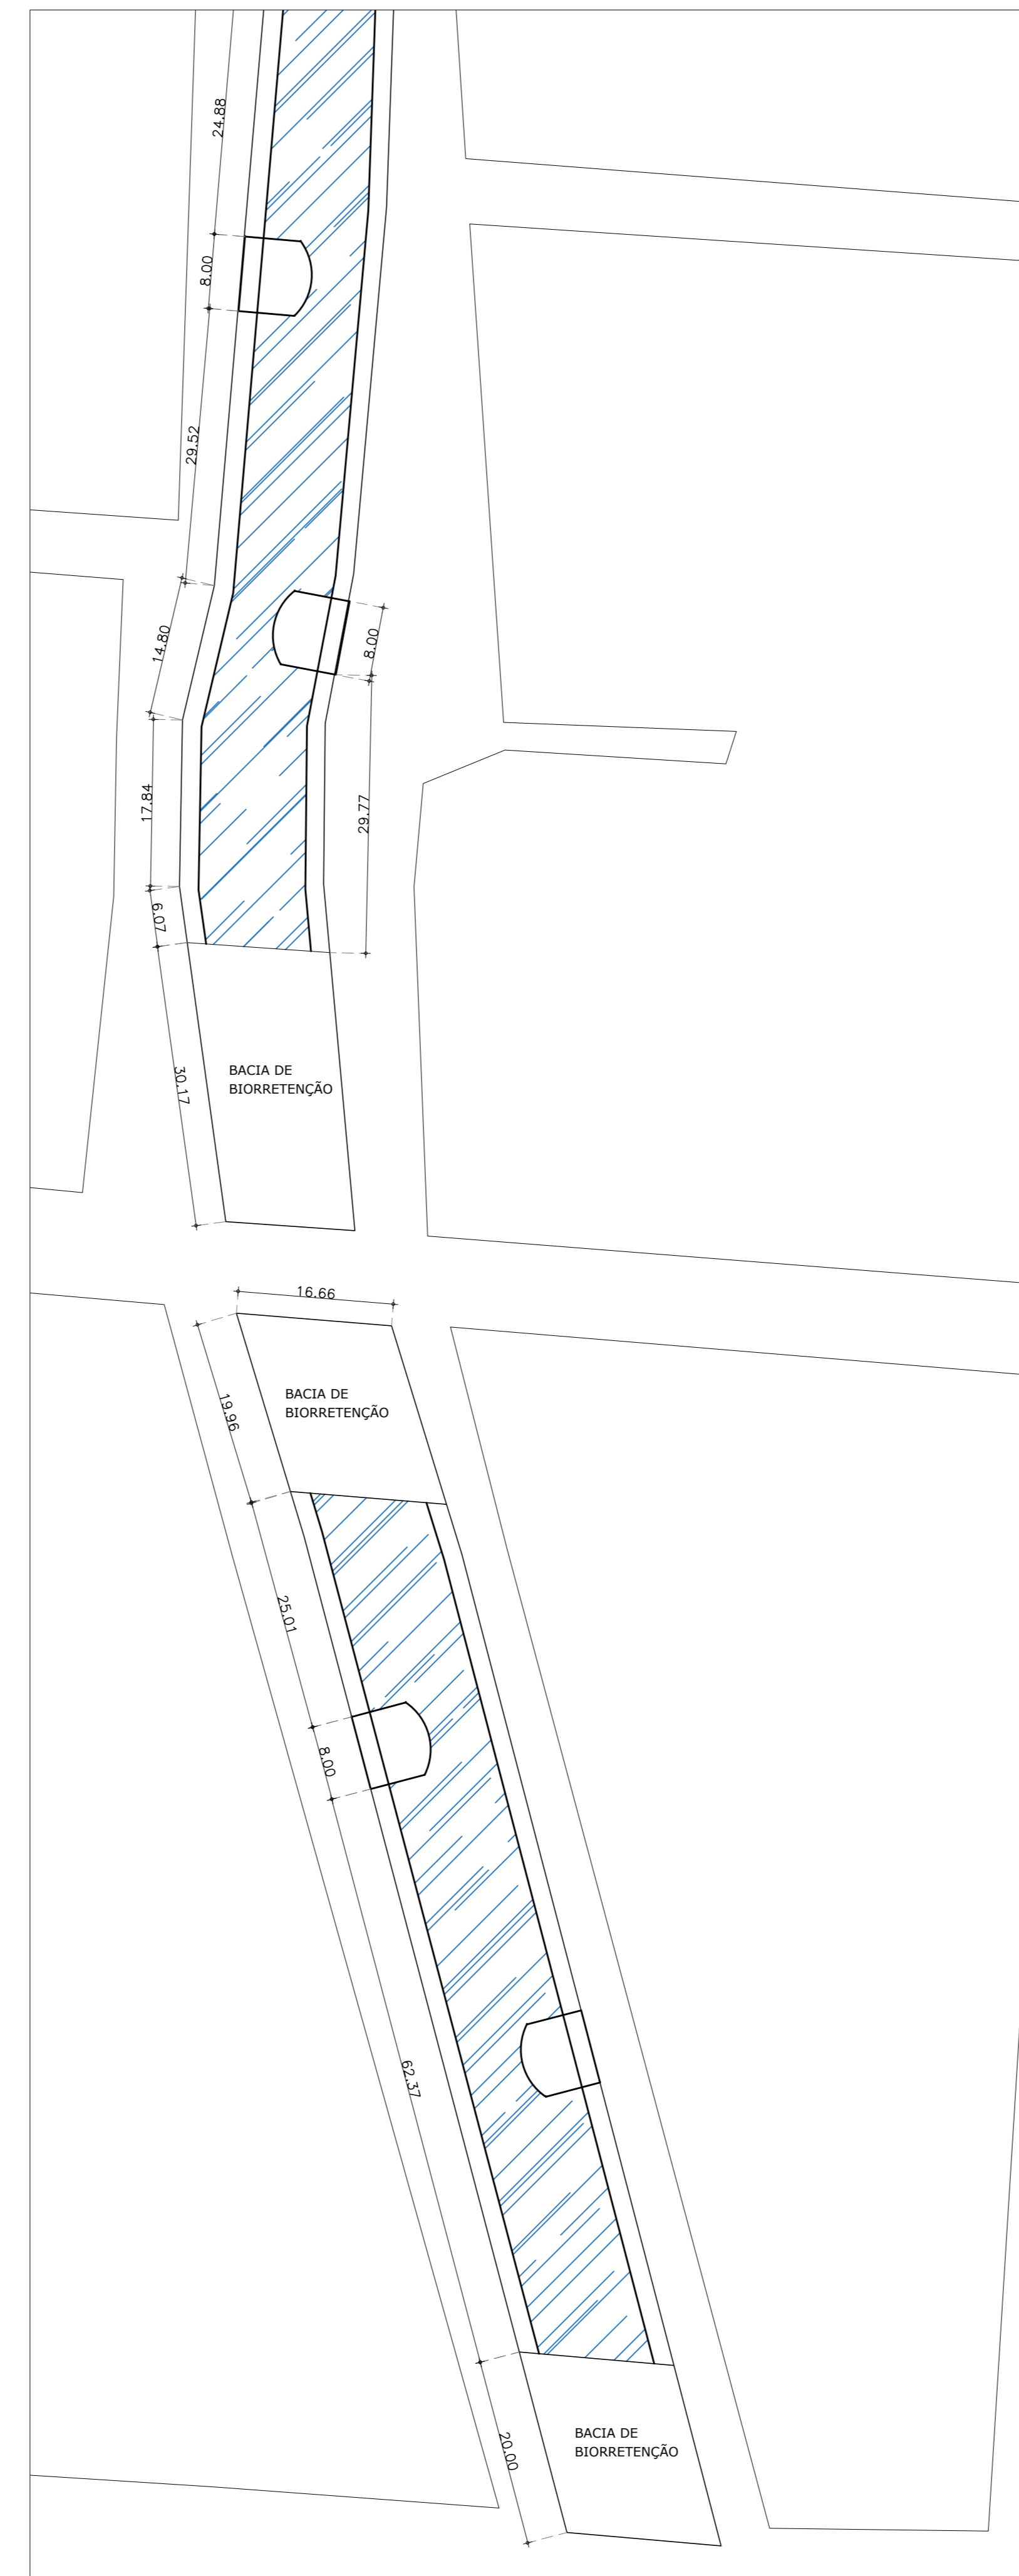 24.88
8.00
29.52
14.80
8.00
17.84
29.77
6.07
BACIA DE
BIORRETENÇÃO
30.17
16.66
19.96
BACIA DE
BIORRETENÇÃO
25.01
8.00
62.37
BACIA DE
BIORRETENÇÃO
20.00